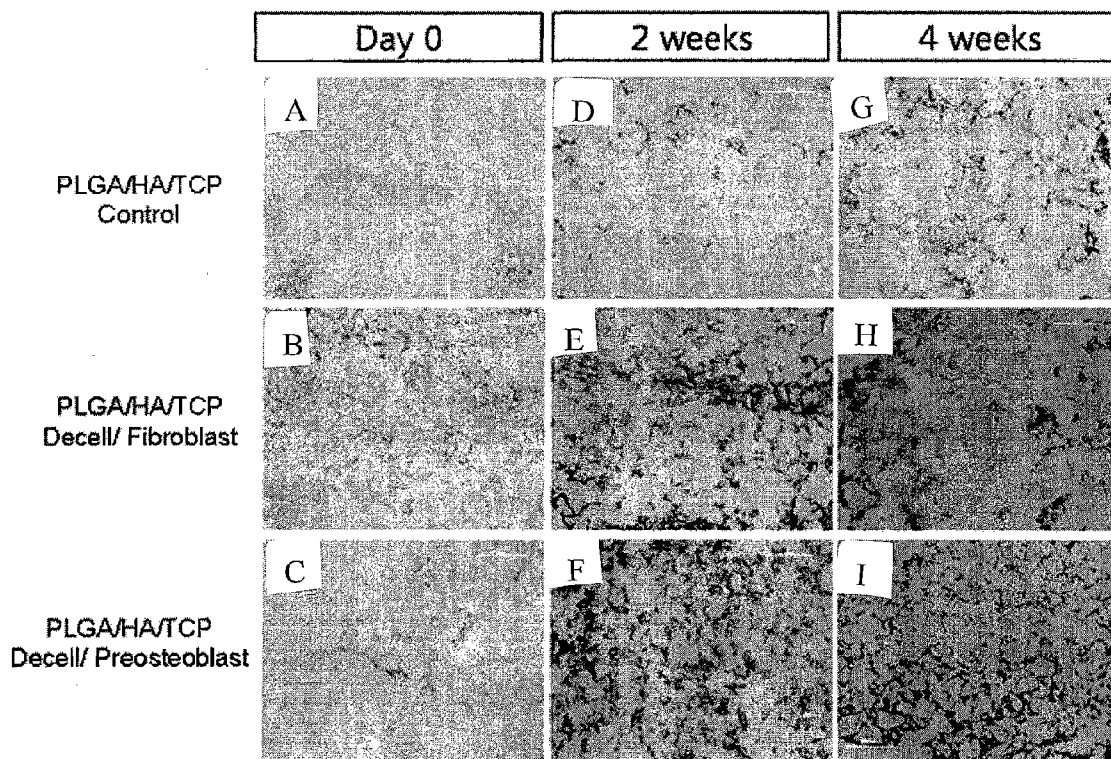 Day 0
2 weeks
4 weeks
A
D
G
PLGA/HA/TCP
Control
B
E
H
PLGA/HA/TCP
Decell/ Fibroblast
C
F
I
PLGA/HA/TCP
Decell/ Preosteoblast